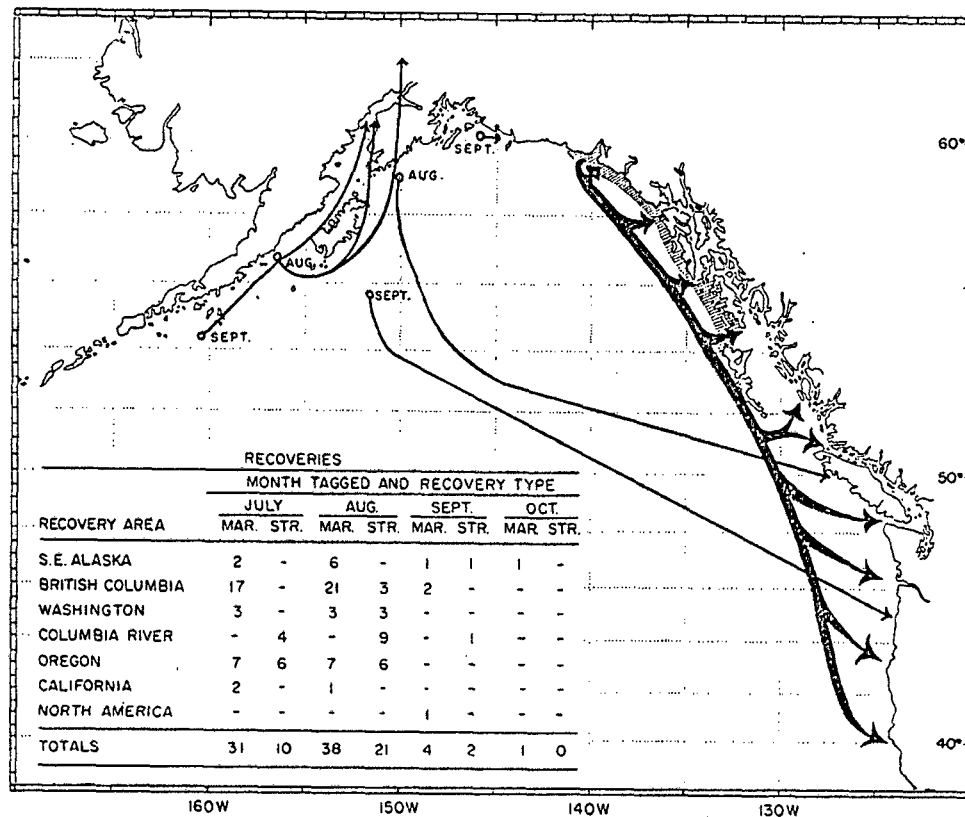 60°
SEPT.
AUG.
AUG.
SEPT.
SEPT.
50°
40°
RECOVERIES
MONTH TAGGED AND RECOVERY TYPE
JULY AUG. SEPT. OCT.
RECOVERY AREA MAR. STR. MAR. STR. MAR. STR. MAR. STR.
S.E. ALASKA 2 - 6 - 1 1 1 -
BRITISH COLUMBIA 17 - 21 3 2 - - -
WASHINGTON 3 - 3 3 - - - -
COLUMBIA RIVER - 4 - 9 - 1 - -
OREGON 7 6 7 6 - - - -
CALIFORNIA 2 - 1 - - - - -
NORTH AMERICA - - - - 1 - - -
TOTALS 31 10 38 21 4 2 1 0
160W 150W 140W 130W